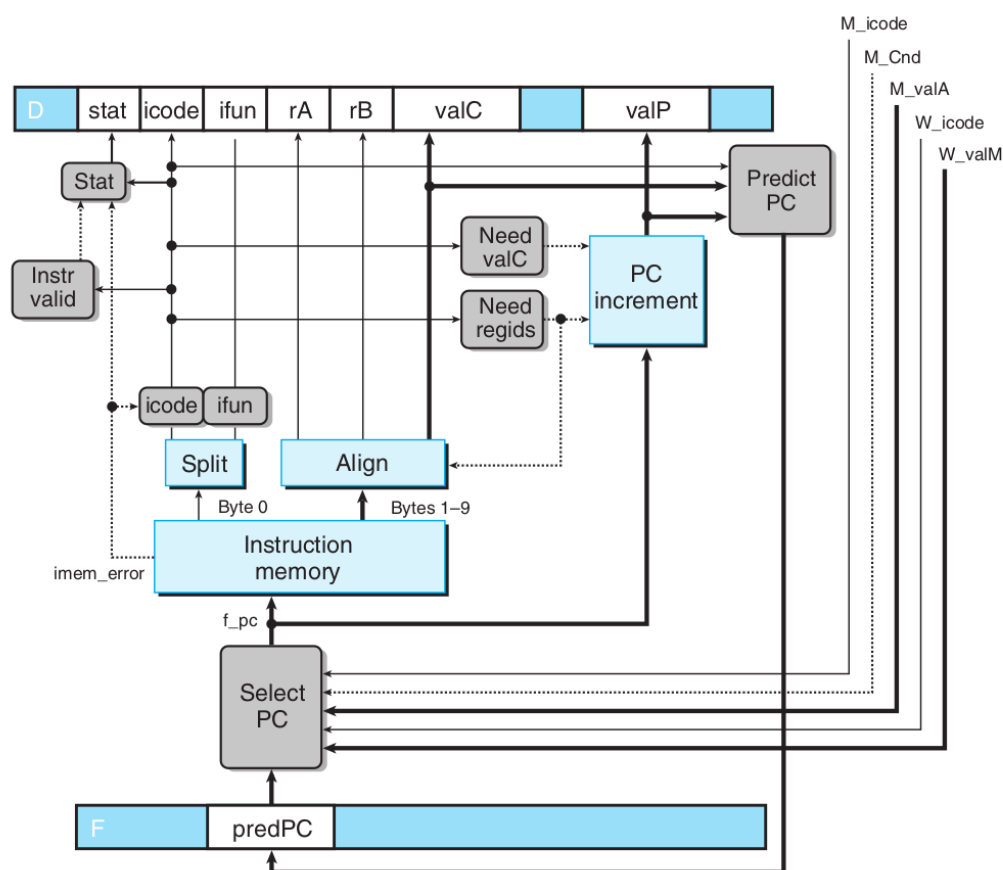 M_icode
M_Cnd
M_valA
W_icode
W_valM
D
stat
icode
ifun
rA
rB
valC
valP
Stat
Predict
PC
Need
valC
Instr
valid
PC
increment
Need
regids
icode
ifun
Split
Align
Byte 0
Bytes 1–9
Instruction
memory
imem_error
f_pc
Select
PC
F
predPC